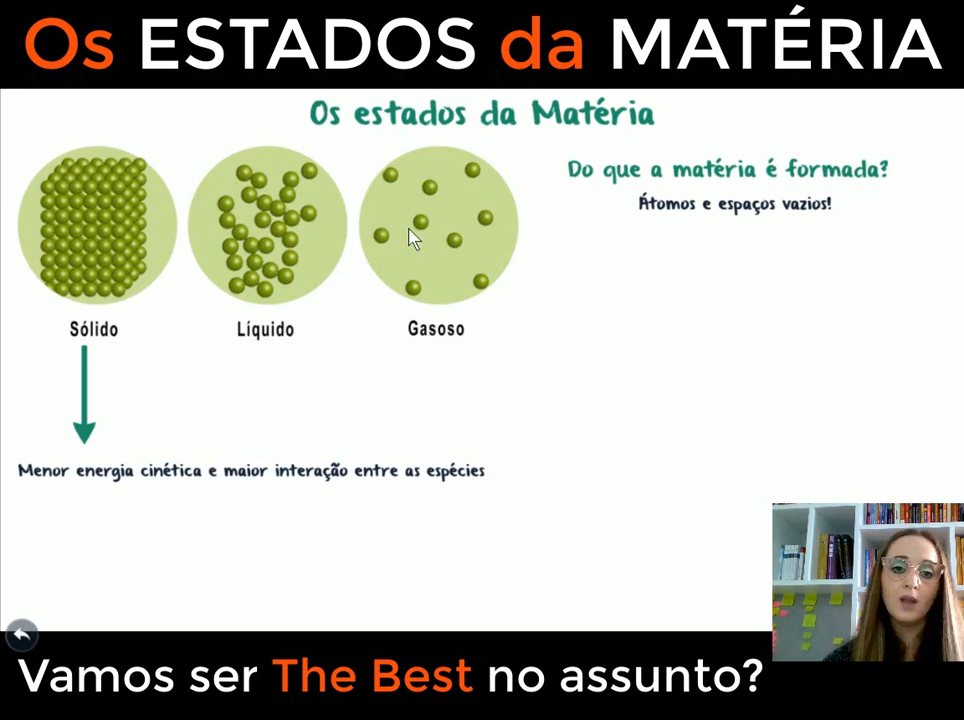 Os ESTADOS da MATÉRIA
Os estados da Matéria
Do que a matéria é formada?
Átomos e espaços vazios!
Sólido
Líquido
Gasoso
Menor energia cinética e maior interação entre as espécies
Vamos ser The Best no assunto?